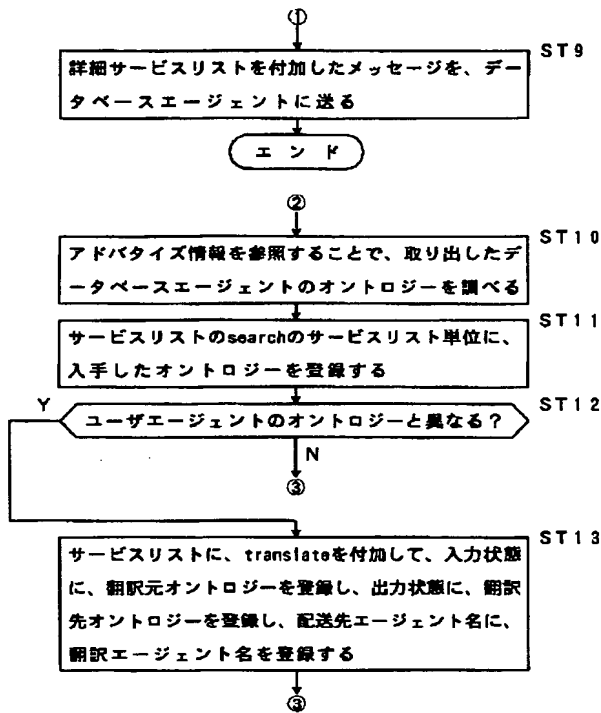 ①
ST9
詳細サービスリストを付加したメッセージを、デー
タベースエージェントに送る
エンド
②
ST10
アドバタイズ情報を参照することで、取り出したデ
ータベースエージェントのオントロジーを調べる
ST11
サービスリストのsearchのサービスリスト単位に、
入手したオントロジーを登録する
ST12
Y
ユーザエージェントのオントロジーと異なる?
N
③
ST13
サービスリストに、translateを付加して、入力状態
に、翻訳元オントロジーを登録し、出力状態に、翻訳
先オントロジーを登録し、配送先エージェント名に、
翻訳エージェント名を登録する
③